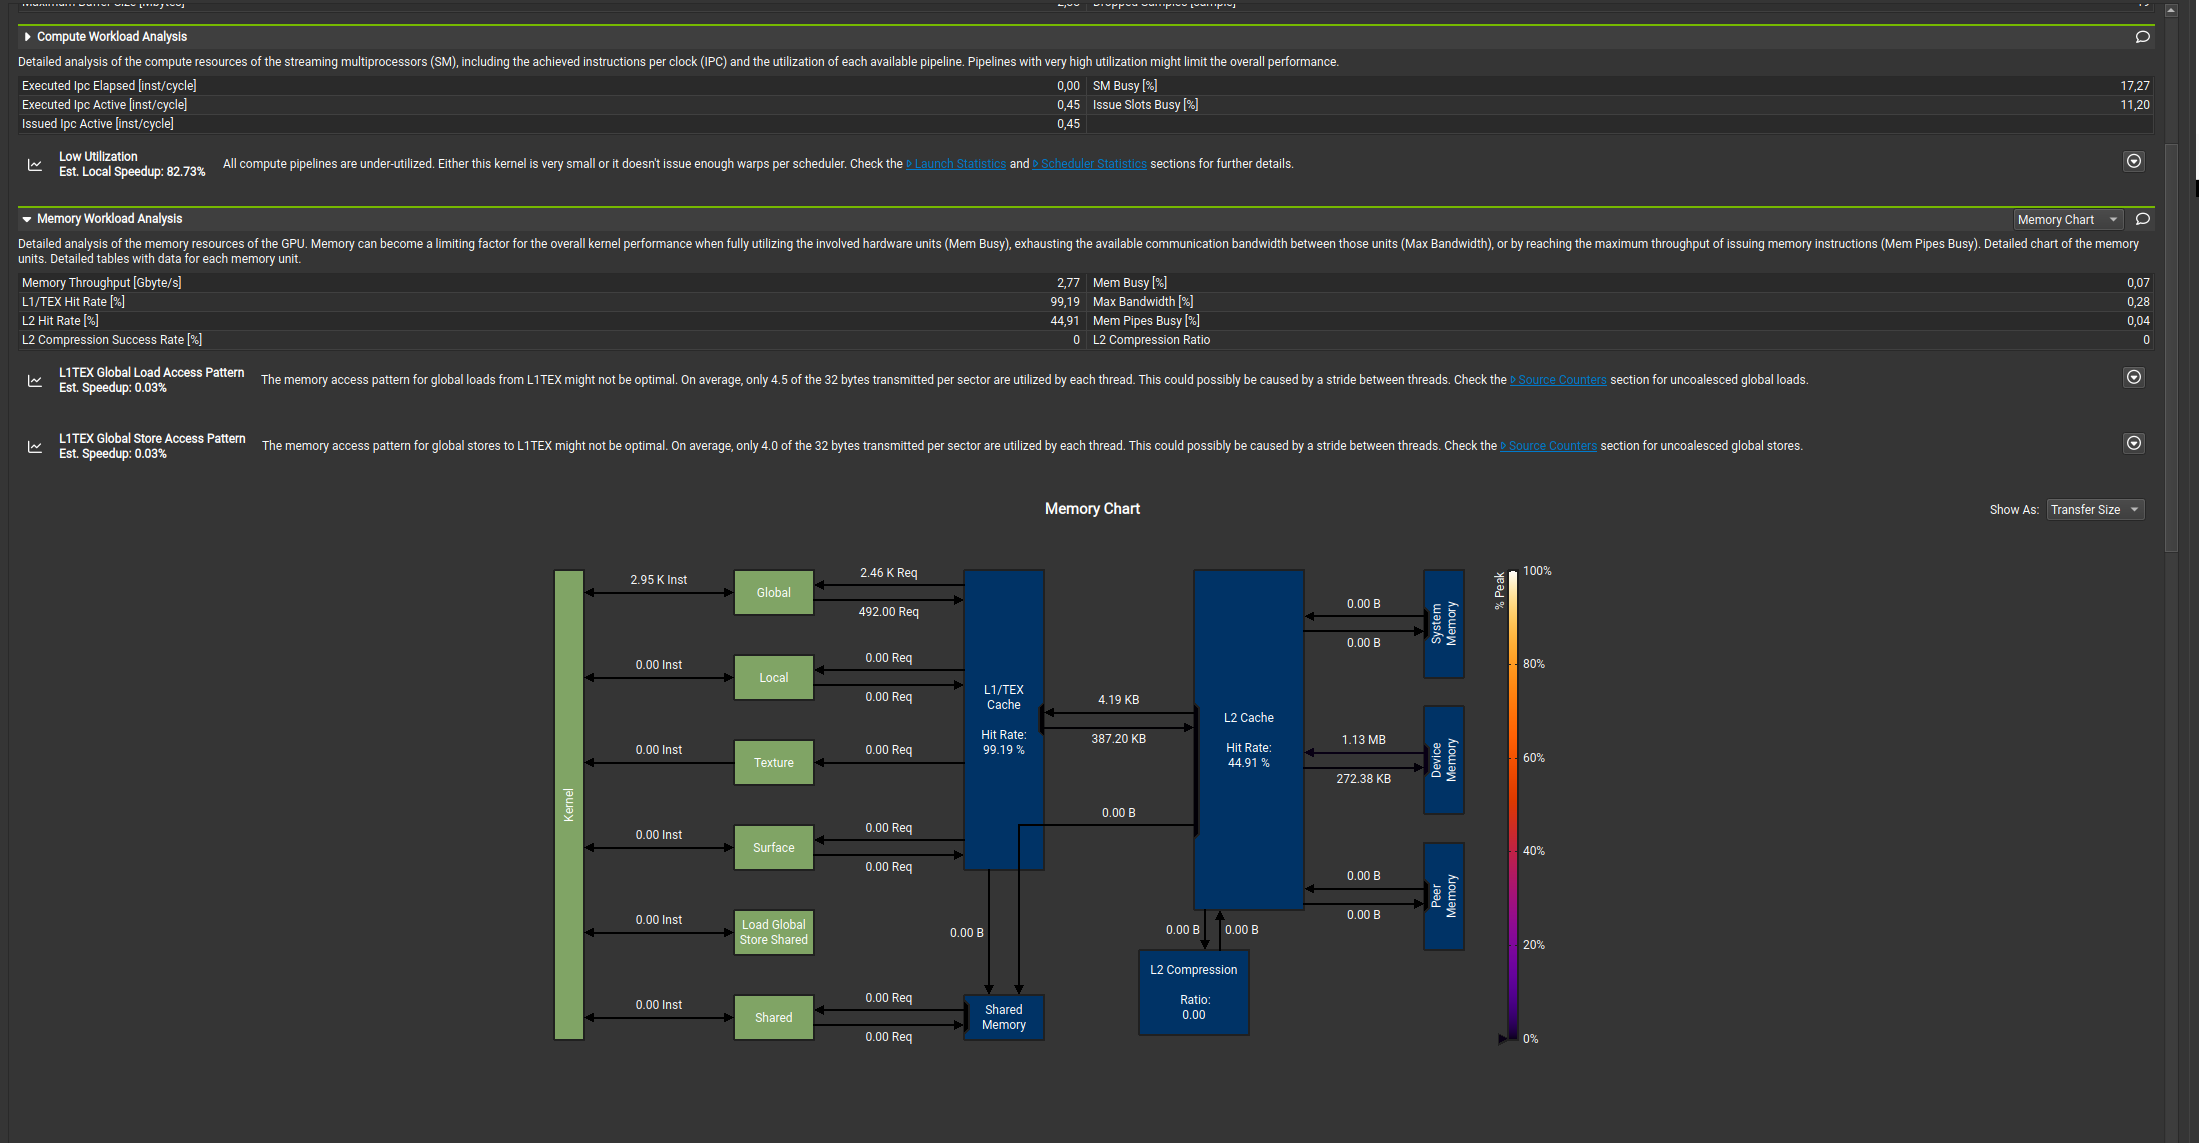 Maximum Buffer Size [Mbytes] Dropped Samples [sample] 19
Compute Workload Analysis
Detailed analysis of the compute resources of the streaming multiprocessors (SM), including the achieved instructions per clock (IPC) and the utilization of each available pipeline. Pipelines with very high utilization might limit the overall performance.
Executed Ipc Elapsed [inst/cycle] 0,00 SM Busy [%] 17,27
Executed Ipc Active [inst/cycle] 0,45 Issue Slots Busy [%] 11,20
Issued Ipc Active [inst/cycle] 0,45
Low Utilization
Est. Local Speedup: 82.73%
All compute pipelines are under-utilized. Either this kernel is very small or it doesn't issue enough warps per scheduler. Check the Launch Statistics and Scheduler Statistics sections for further details.
Memory Workload Analysis
Memory Chart
Detailed analysis of the memory resources of the GPU. Memory can become a limiting factor for the overall kernel performance when fully utilizing the involved hardware units (Mem Busy), exhausting the available communication bandwidth between those units (Max Bandwidth), or by reaching the maximum throughput of issuing memory instructions (Mem Pipes Busy). Detailed chart of the memory
units. Detailed tables with data for each memory unit.
Memory Throughput [Gbyte/s] 2,77 Mem Busy [%] 0,07
L1/TEX Hit Rate [%] 99,19 Max Bandwidth [%] 0,28
L2 Hit Rate [%] 44,91 Mem Pipes Busy [%] 0,04
L2 Compression Success Rate [%] 0 L2 Compression Ratio 0
L1TEX Global Load Access Pattern
Est. Speedup: 0.03%
The memory access pattern for global loads from L1TEX might not be optimal. On average, only 4.5 of the 32 bytes transmitted per sector are utilized by each thread. This could possibly be caused by a stride between threads. Check the Source Counters section for uncoalesced global loads.
L1TEX Global Store Access Pattern
Est. Speedup: 0.03%
The memory access pattern for global stores to L1TEX might not be optimal. On average, only 4.0 of the 32 bytes transmitted per sector are utilized by each thread. This could possibly be caused by a stride between threads. Check the Source Counters section for uncoalesced global stores.
Memory Chart
Show As: Transfer Size
Kernel
2.95 K Inst
Global
2.46 K Req
492.00 Req
0.00 Inst
Local
0.00 Req
0.00 Req
0.00 Inst
Texture
0.00 Req
0.00 Inst
Surface
0.00 Req
0.00 Req
0.00 Inst
Load Global
Store Shared
0.00 Inst
Shared
0.00 Req
0.00 Req
L1/TEX
Cache
Hit Rate:
99.19 %
0.00 B
Shared
Memory
4.19 KB
387.20 KB
0.00 B
L2 Cache
Hit Rate:
44.91 %
0.00 B
0.00 B
L2 Compression
Ratio:
0.00
0.00 B
0.00 B
System
Memory
1.13 MB
272.38 KB
Device
Memory
0.00 B
0.00 B
Peer
Memory
% Peak
100%
80%
60%
40%
20%
0%